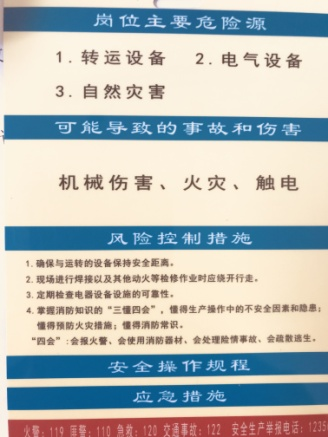 岗位主要危险源
1. 转运设备　2. 电气设备
3. 自然灾害
可能导致的事故和伤害
机械伤害、火灾、触电
风险控制措施
1. 确保与运转的设备保持安全距离。
2. 现场进行焊接以及其他动火等检修作业时应绕开行走。
3. 定期检查电器设备设施的可靠性。
4. 掌握消防知识的“三懂四会”，懂得生产操作中的不安全因素和隐患；
懂得预防火灾措施；懂得消防常识。
“四会”:会报火警、会使用消防器材、会处理险情事故、会疏散逃生。
安全操作规程
应急措施
火警：119 匪警：110 急救：120 交通事故：122 安全生产举报电话：1235